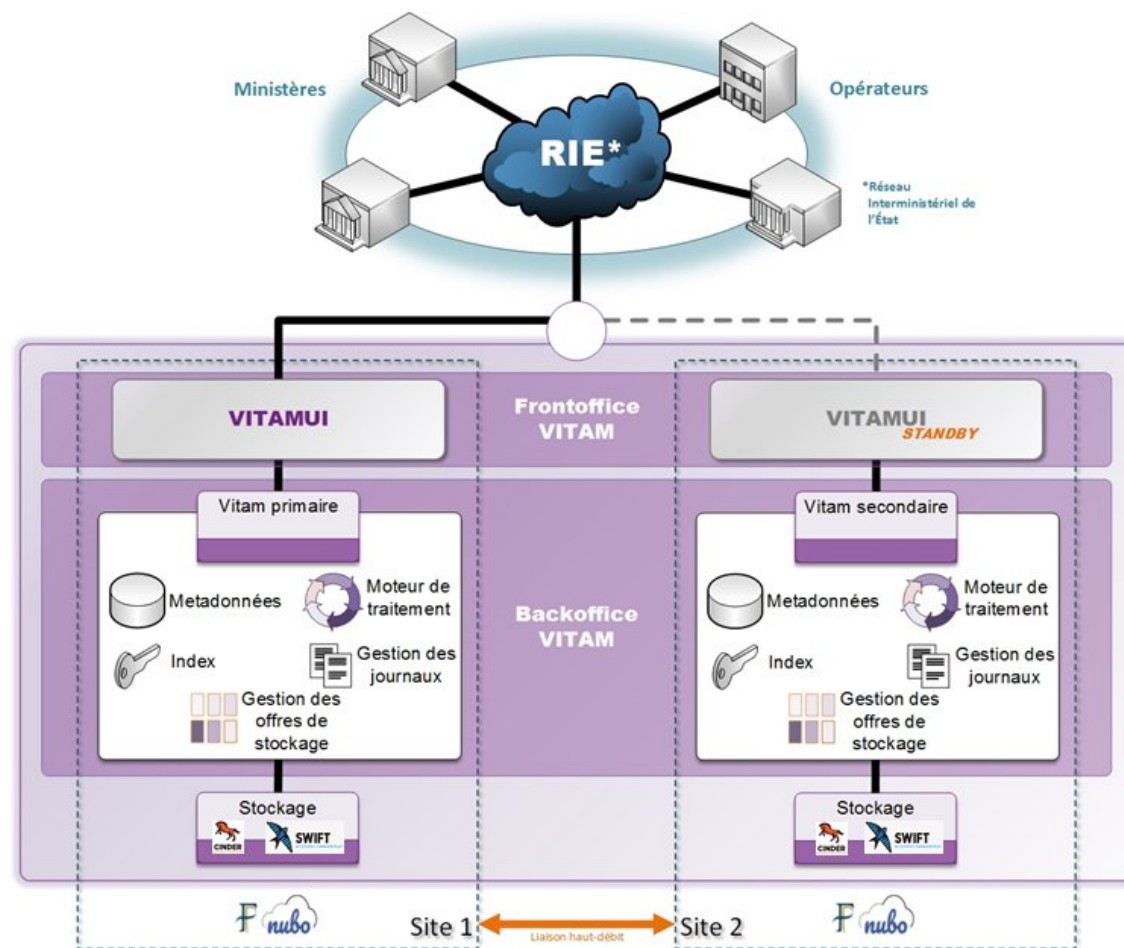 Ministères
Opérateurs
RIE*
*Réseau
Interministériel de
l'État
VITAMUI
Frontoffice
VITAM
VITAMUI
STANDBY
Vitam primaire
Metadonnées
Moteur de
traitement
Index
Gestion des
journaux
Gestion des
offres de
stockage
Backoffice
VITAM
Vitam secondaire
Metadonnées
Moteur de
traitement
Index
Gestion des
journaux
Gestion des
offres de
stockage
Stockage
CINDER
SWIFT
Stockage
CINDER
SWIFT
nubo
Site 1
Liaison haut-débit
Site 2
nubo